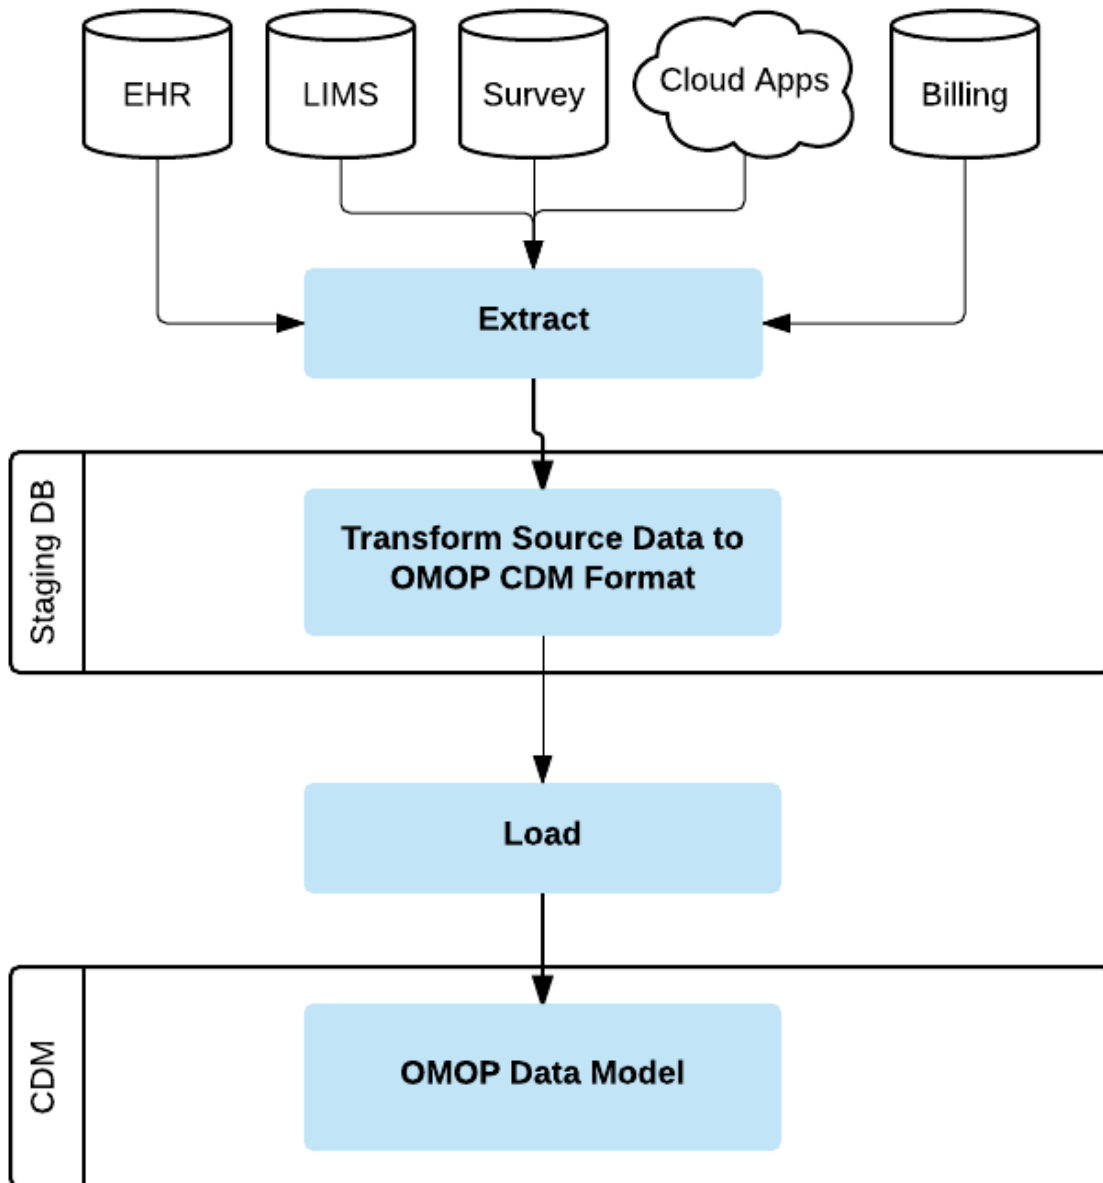 EHR
LIMS
Survey
Cloud Apps
Billing
Extract
Staging DB
Transform Source Data to
OMOP CDM Format
Load
CDM
OMOP Data Model